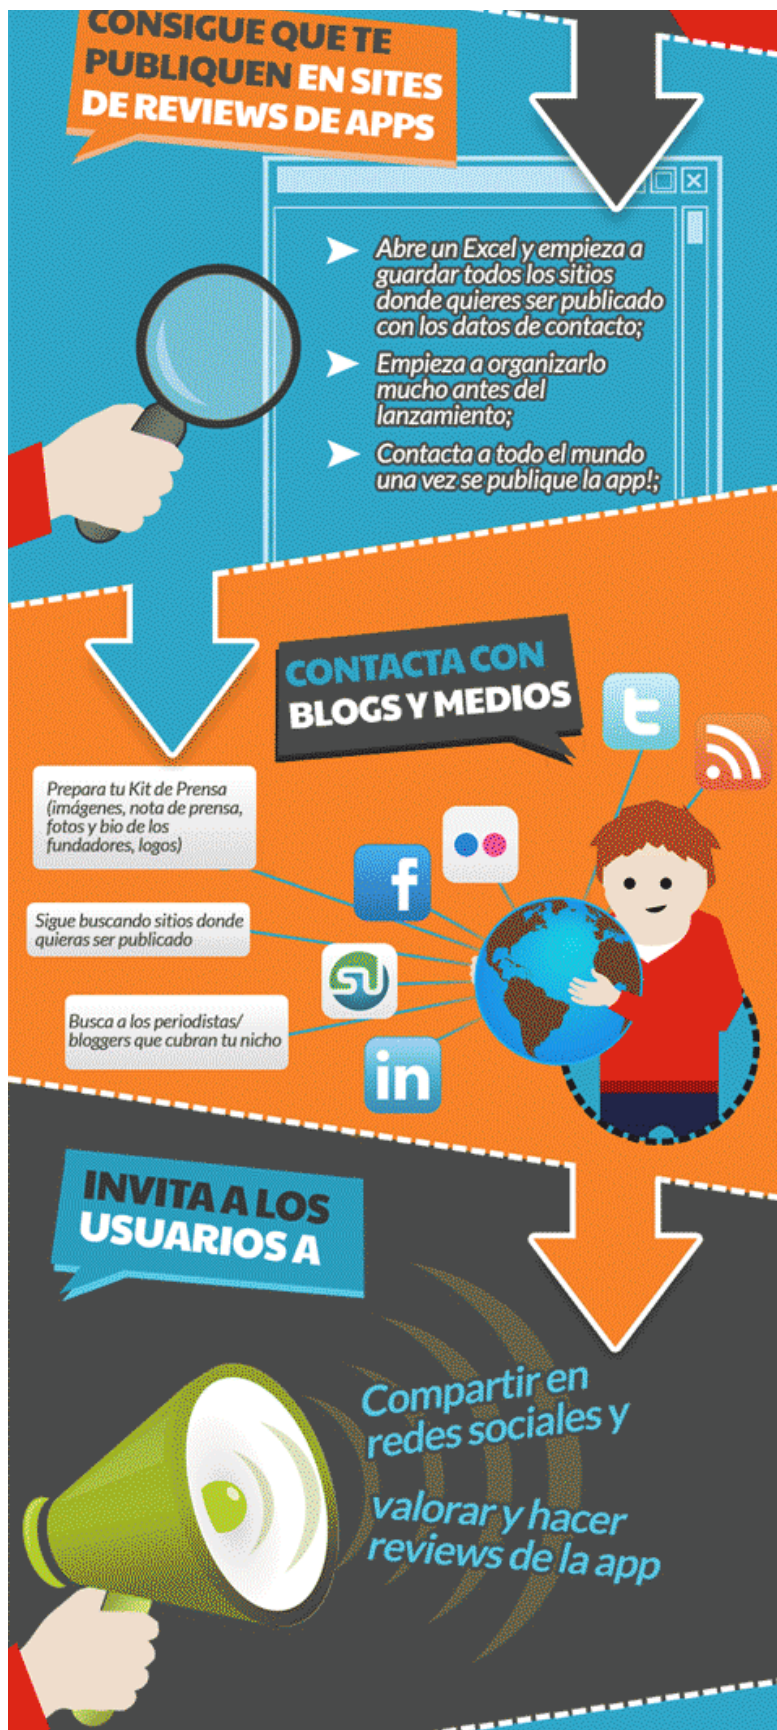 CONSIGUE QUE TE
PUBLIQUEN EN SITES
DE REVIEWS DE APPS
Abre un Excel y empieza a
guardar todos los sitios
donde quieres ser publicado
con los datos de contacto;
Empieza a organizarlo
mucho antes del
lanzamiento;
Contacta a todo el mundo
una vez se publique la app!;
CONTACTA CON
BLOGS Y MEDIOS
Prepara tu Kit de Prensa
(imágenes, nota de prensa,
fotos y bio de los
fundadores, logos)
Sigue buscando sitios donde
quieras ser publicado
Busca a los periodistas/
bloggers que cubran tu nicho
t
f
SU
in
INVITA A LOS
USUARIOS A
Compartir en
redes sociales y
valorar y hacer
reviews de la app